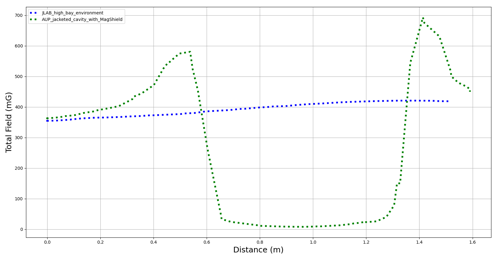 JLAB_high_bay_environment
AUP_jacketed_cavity_with_MagShield
Total Field (mG)
700
600
500
400
300
200
100
0
0.0 0.2 0.4 0.6 0.8 1.0 1.2 1.4 1.6
Distance (m)